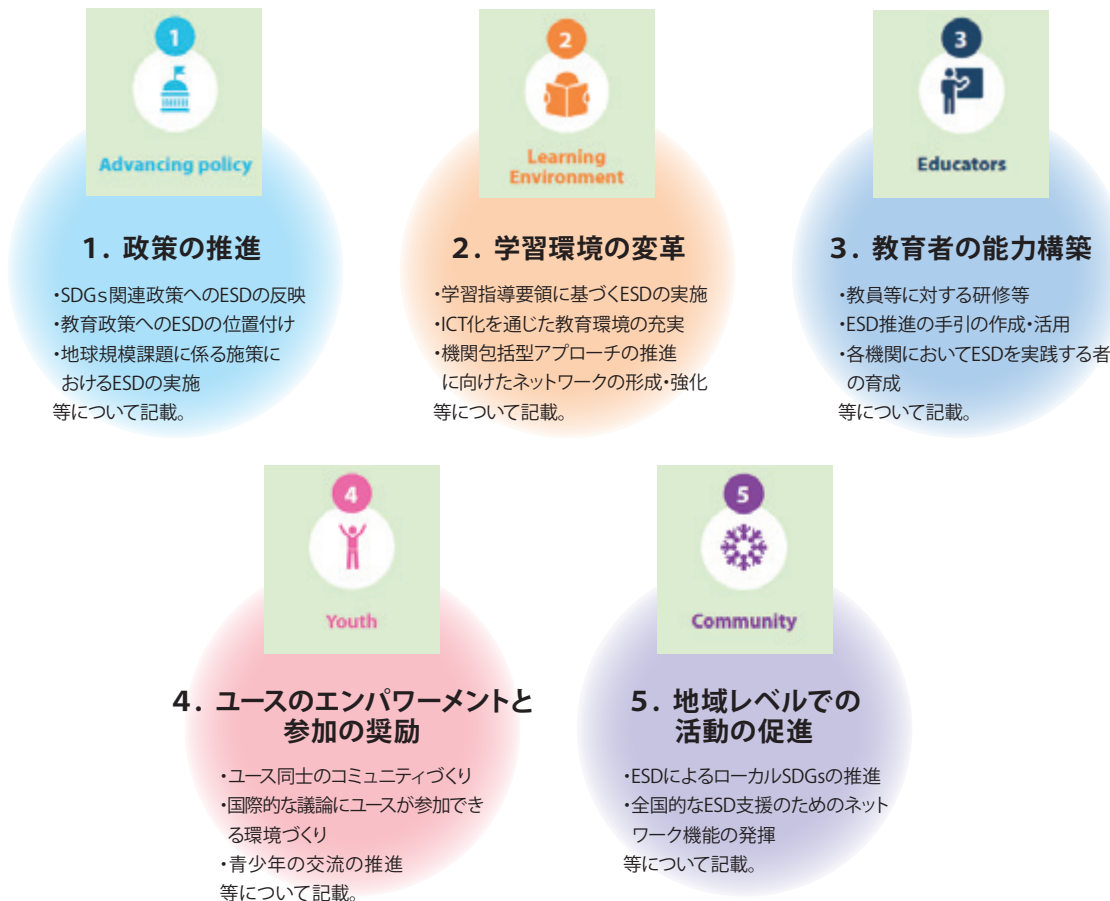 1
Advancing policy
1. 政策の推進
・SDGs関連政策へのESDの反映
・教育政策へのESDの位置付け
・地球規模課題に係る施策に
おけるESDの実施
等について記載。
2
Learning
Environment
2. 学習環境の変革
・学習指導要領に基づくESDの実施
・ICT化を通じた教育環境の充実
・機関包括型アプローチの推進
に向けたネットワークの形成・強化
等について記載。
3
Educators
3. 教育者の能力構築
・教員等に対する研修等
・ESD推進の手引の作成・活用
・各機関においてESDを実践する者
の育成
等について記載。
4
Youth
4. ユースのエンパワーメントと
参加の奨励
・ユース同士のコミュニティづくり
・国際的な議論にユースが参加でき
る環境づくり
・青少年の交流の推進
等について記載。
5
Community
5. 地域レベルでの
活動の促進
・ESDによるローカルSDGsの推進
・全国的なESD支援のためのネット
ワーク機能の発揮
等について記載。